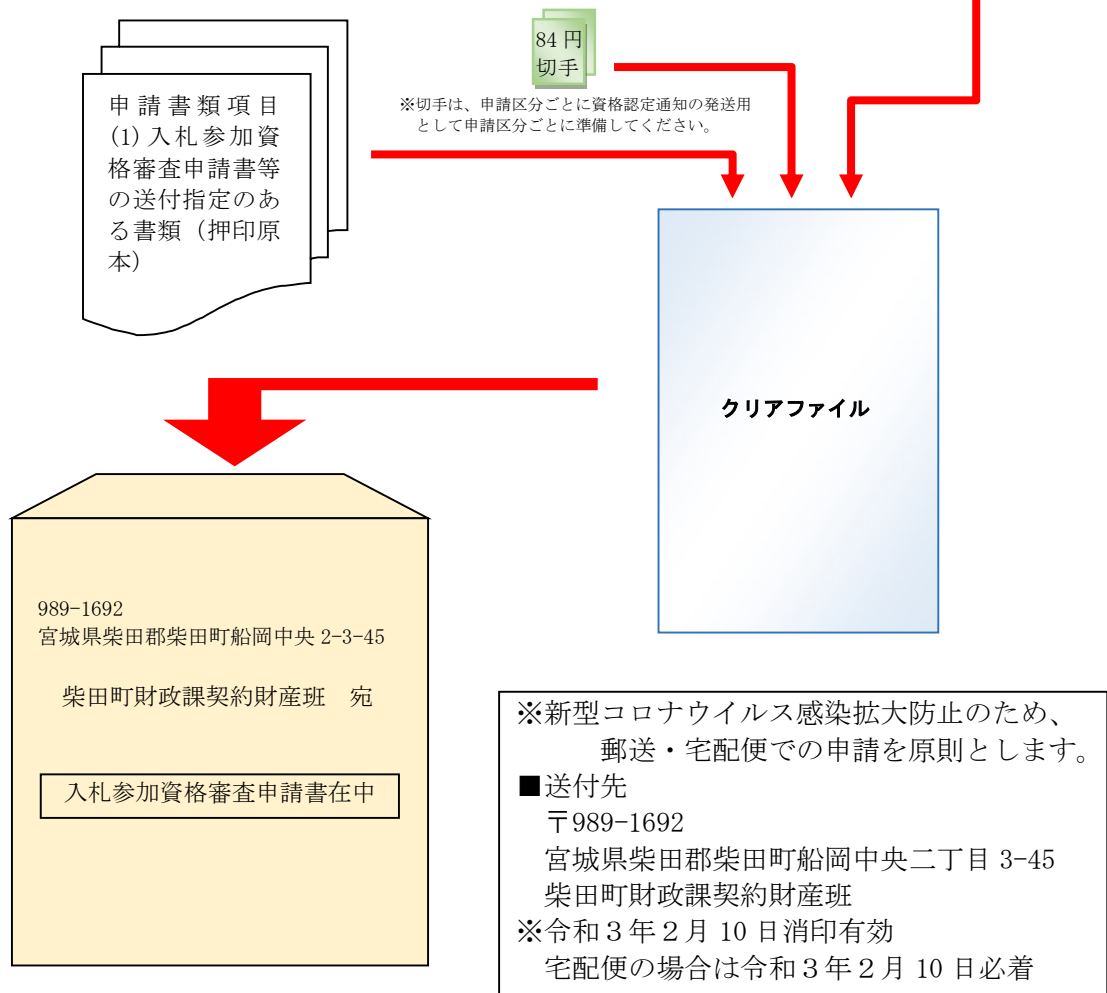 84 円
切手
※切手は、申請区分ごとに資格認定通知の発送用
として申請区分ごとに準備してください。
申請書類項目
(1)入札参加資
格審査申請書等
の送付指定のあ
る書類（押印原
本）
クリアファイル
989-1692
宮城県柴田郡柴田町船岡中央 2-3-45
柴田町財政課契約財産班　宛
入札参加資格審査申請書在中
※新型コロナウイルス感染拡大防止のため、
郵送・宅配便での申請を原則とします。
■送付先
〒989-1692
宮城県柴田郡柴田町船岡中央二丁目 3-45
柴田町財政課契約財産班
※令和３年２月 10 日消印有効
宅配便の場合は令和３年２月 10 日必着